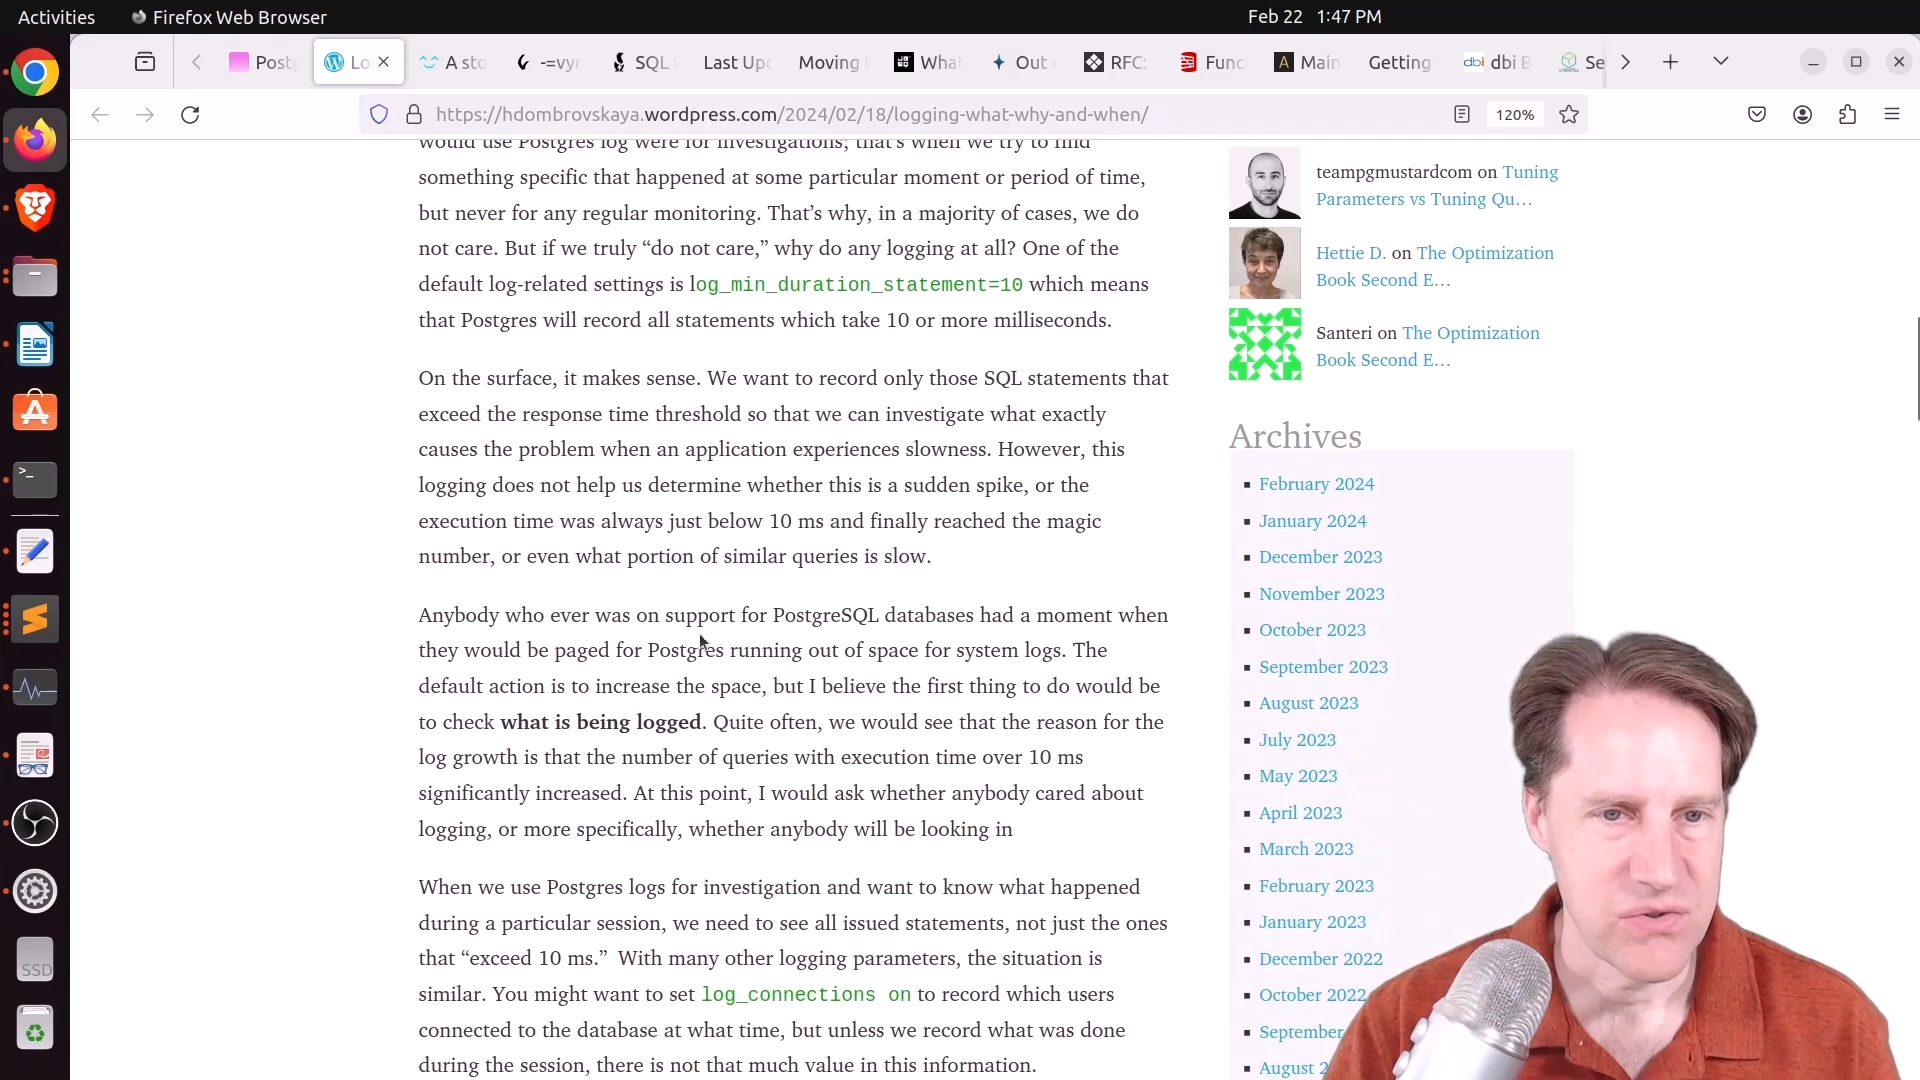 Activities
Firefox Web Browser
Feb 22 1:47 PM
Post
Lo
A sto
-=vyr
SQL
Last Up
Moving
What
Out
RFC:
Func
Main
Getting
dbi dbi B
Se
https://hdombrovskaya.wordpress.com/2024/02/18/logging-what-why-and-when/
120%
would use Postgres log were for investigations; that’s when we try to find
something specific that happened at some particular moment or period of time,
but never for any regular monitoring. That’s why, in a majority of cases, we do
not care. But if we truly “do not care,” why do any logging at all? One of the
default log-related settings is log_min_duration_statement=10 which means
that Postgres will record all statements which take 10 or more milliseconds.
On the surface, it makes sense. We want to record only those SQL statements that
exceed the response time threshold so that we can investigate what exactly
causes the problem when an application experiences slowness. However, this
logging does not help us determine whether this is a sudden spike, or the
execution time was always just below 10 ms and finally reached the magic
number, or even what portion of similar queries is slow.
Anybody who ever was on support for PostgreSQL databases had a moment when
they would be paged for Postgres running out of space for system logs. The
default action is to increase the space, but I believe the first thing to do would be
to check what is being logged. Quite often, we would see that the reason for the
log growth is that the number of queries with execution time over 10 ms
significantly increased. At this point, I would ask whether anybody cared about
logging, or more specifically, whether anybody will be looking in
When we use Postgres logs for investigation and want to know what happened
during a particular session, we need to see all issued statements, not just the ones
that “exceed 10 ms.” With many other logging parameters, the situation is
similar. You might want to set log_connections on to record which users
connected to the database at what time, but unless we record what was done
during the session, there is not that much value in this information.
teampgmustardcom on Tuning
Parameters vs Tuning Qu…
Hettie D. on The Optimization
Book Second E…
Santeri on The Optimization
Book Second E…
Archives
February 2024
January 2024
December 2023
November 2023
October 2023
September 2023
August 2023
July 2023
May 2023
April 2023
March 2023
February 2023
January 2023
December 2022
October 2022
September
August 2
SSD